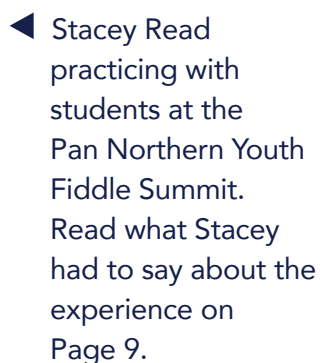 Stacey Read
practicing with
students at the
Pan Northern Youth
Fiddle Summit.
Read what Stacey
had to say about the
experience on
Page 9.